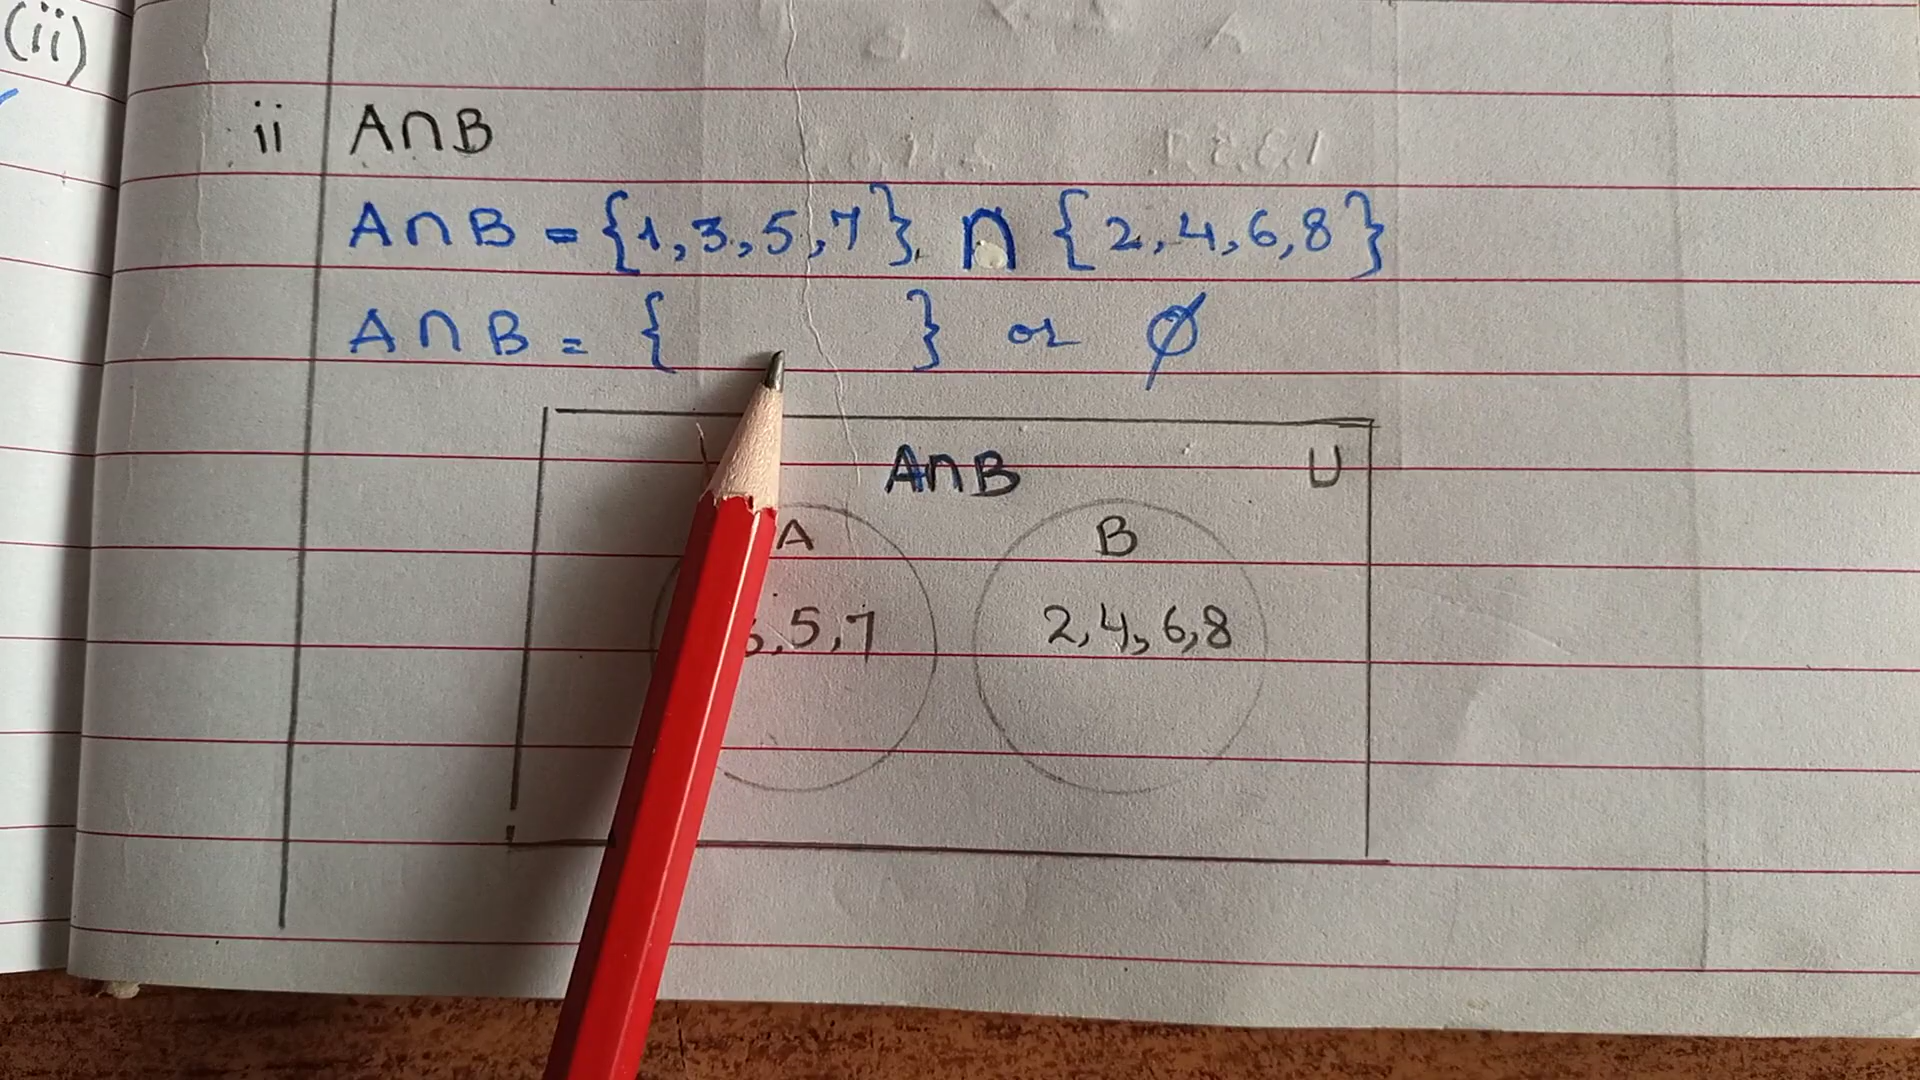 (ii)
ii A∩B
A∩B = {1,3,5,7} ∩ {2,4,6,8}
A∩B = { } or ∅
A∩B U
A B
,5,7 2,4,6,8